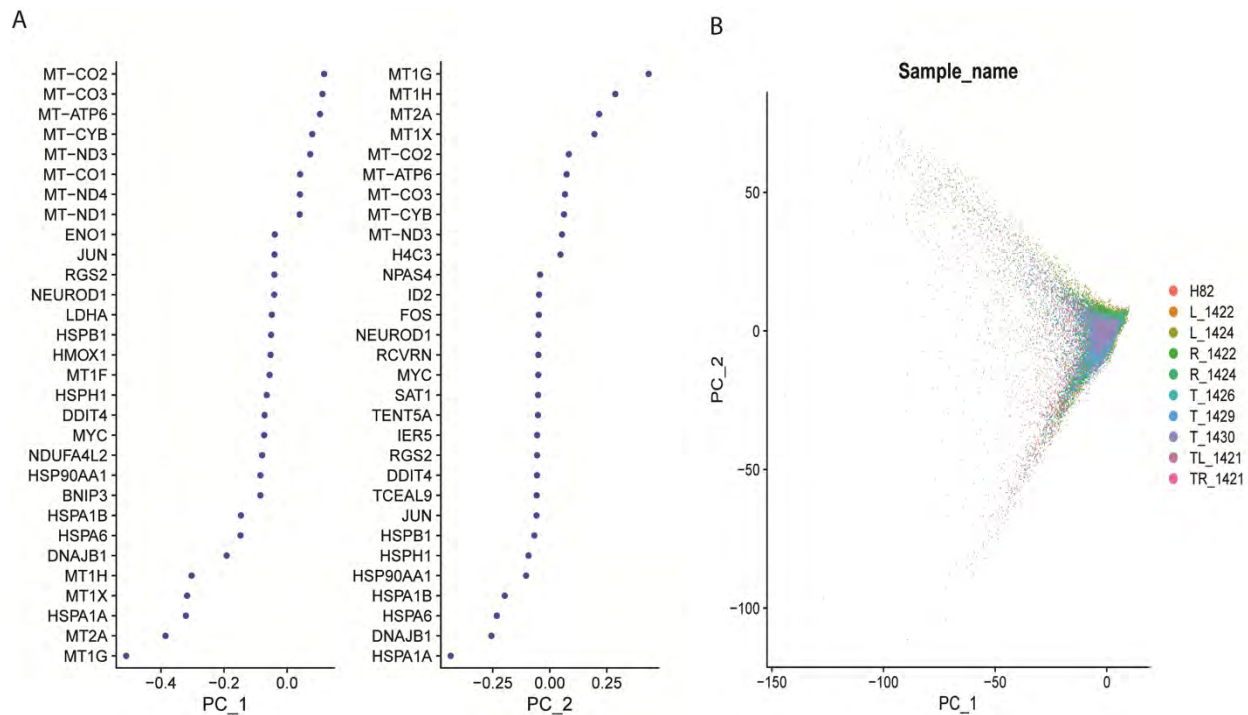 A
MT-CO2
MT-CO3
MT-ATP6
MT-CYB
MT-ND3
MT-CO1
MT-ND4
MT-ND1
ENO1
JUN
RGS2
NEUROD1
LDHA
HSPB1
HMOX1
MT1F
HSPH1
DDIT4
MYC
NDUFA4L2
HSP90AA1
BNIP3
HSPA1B
HSPA6
DNAJB1
MT1H
MT1X
HSPA1A
MT2A
MT1G
−0.4 −0.2 0.0
PC_1
MT1G
MT1H
MT2A
MT1X
MT-CO2
MT-ATP6
MT-CO3
MT-CYB
MT-ND3
H4C3
NPAS4
ID2
FOS
NEUROD1
RCVRN
MYC
SAT1
TENT5A
IER5
RGS2
DDIT4
TCEAL9
JUN
HSPB1
HSPH1
HSP90AA1
HSPA1B
HSPA6
DNAJB1
HSPA1A
−0.25 0.00 0.25
PC_2
B
Sample_name
PC_2
50
0
−50
−100
−150 −100 −50 0
PC_1
H82
L_1422
L_1424
R_1422
R_1424
T_1426
T_1429
T_1430
TL_1421
TR_1421